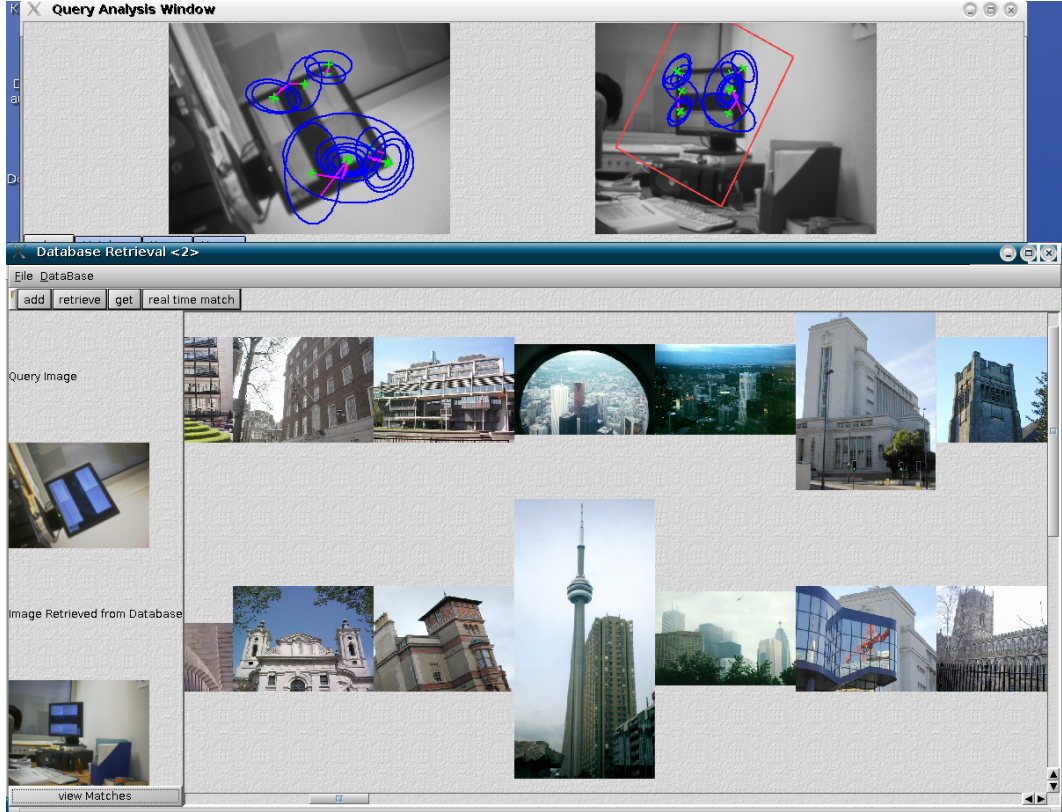 Query Analysis Window
Database Retrieval <2>
File DataBase
add retrieve get real time match
Query Image
Image Retrieved from Database
view Matches